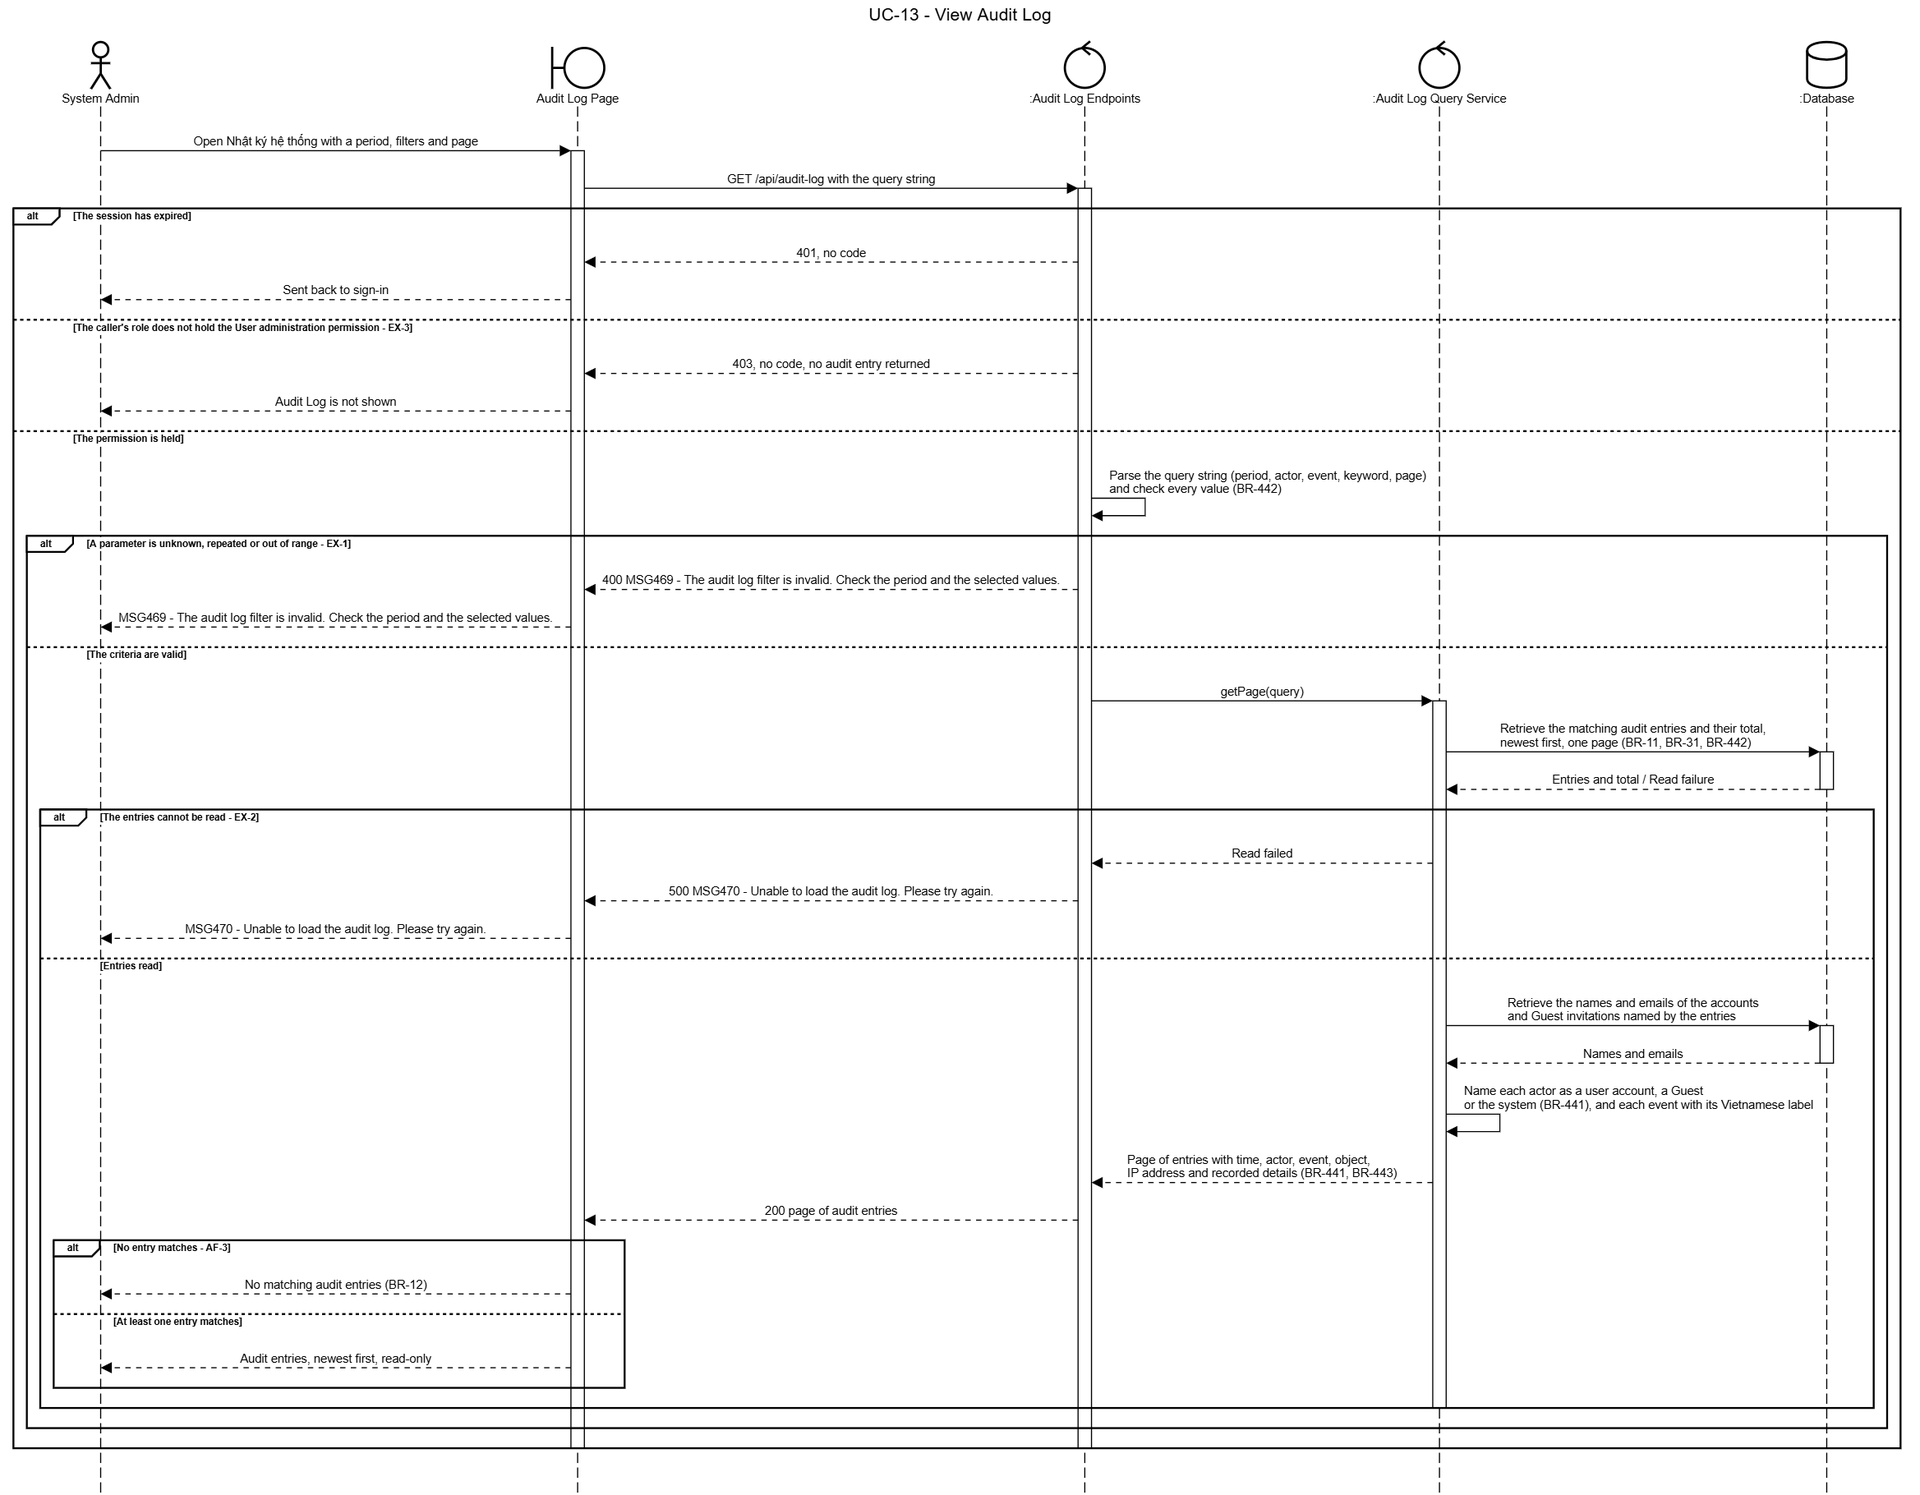 UC-13 - View Audit Log
System Admin
Audit Log Page
:Audit Log Endpoints
:Audit Log Query Service
:Database
Open Nhật ký hệ thống with a period, filters and page
GET /api/audit-log with the query string
alt
[The session has expired]
401, no code
Sent back to sign-in
[The caller's role does not hold the User administration permission - EX-3]
403, no code, no audit entry returned
Audit Log is not shown
[The permission is held]
Parse the query string (period, actor, event, keyword, page)
and check every value (BR-442)
alt
[A parameter is unknown, repeated or out of range - EX-1]
400 MSG469 - The audit log filter is invalid. Check the period and the selected values.
MSG469 - The audit log filter is invalid. Check the period and the selected values.
[The criteria are valid]
getPage(query)
Retrieve the matching audit entries and their total,
newest first, one page (BR-11, BR-31, BR-442)
Entries and total / Read failure
alt
[The entries cannot be read - EX-2]
Read failed
500 MSG470 - Unable to load the audit log. Please try again.
MSG470 - Unable to load the audit log. Please try again.
[Entries read]
Retrieve the names and emails of the accounts
and Guest invitations named by the entries
Names and emails
Name each actor as a user account, a Guest
or the system (BR-441), and each event with its Vietnamese label
Page of entries with time, actor, event, object,
IP address and recorded details (BR-441, BR-443)
200 page of audit entries
alt
[No entry matches - AF-3]
No matching audit entries (BR-12)
[At least one entry matches]
Audit entries, newest first, read-only